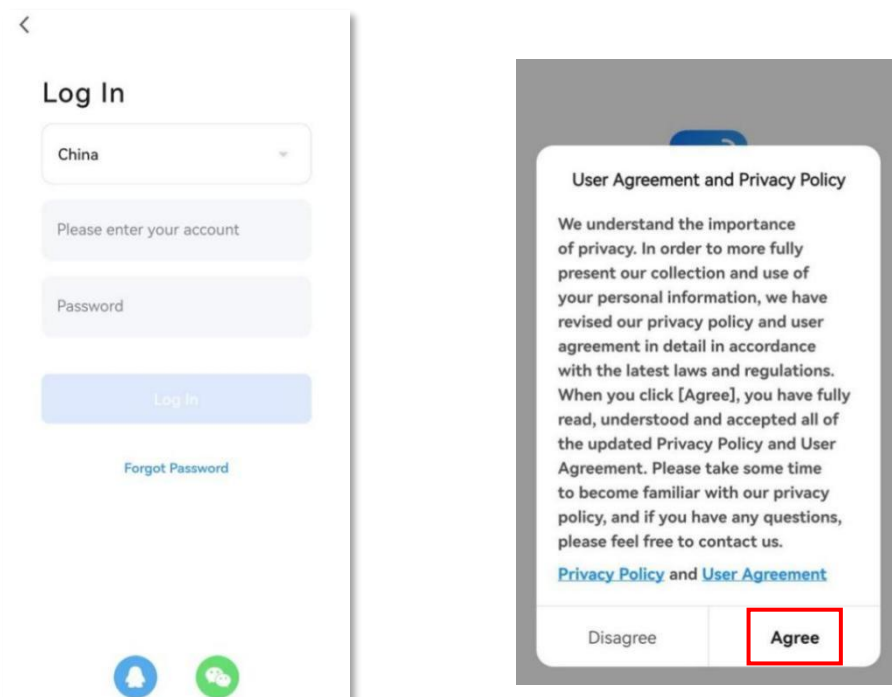 Log In
China
Please enter your account
Password
Log In
Forgot Password
User Agreement and Privacy Policy
We understand the importance
of privacy. In order to more fully
present our collection and use of
your personal information, we have
revised our privacy policy and user
agreement in detail in accordance
with the latest laws and regulations.
When you click [Agree], you have fully
read, understood and accepted all of
the updated Privacy Policy and User
Agreement. Please take some time
to become familiar with our privacy
policy, and if you have any questions,
please feel free to contact us.
Privacy Policy and User Agreement
Disagree
Agree